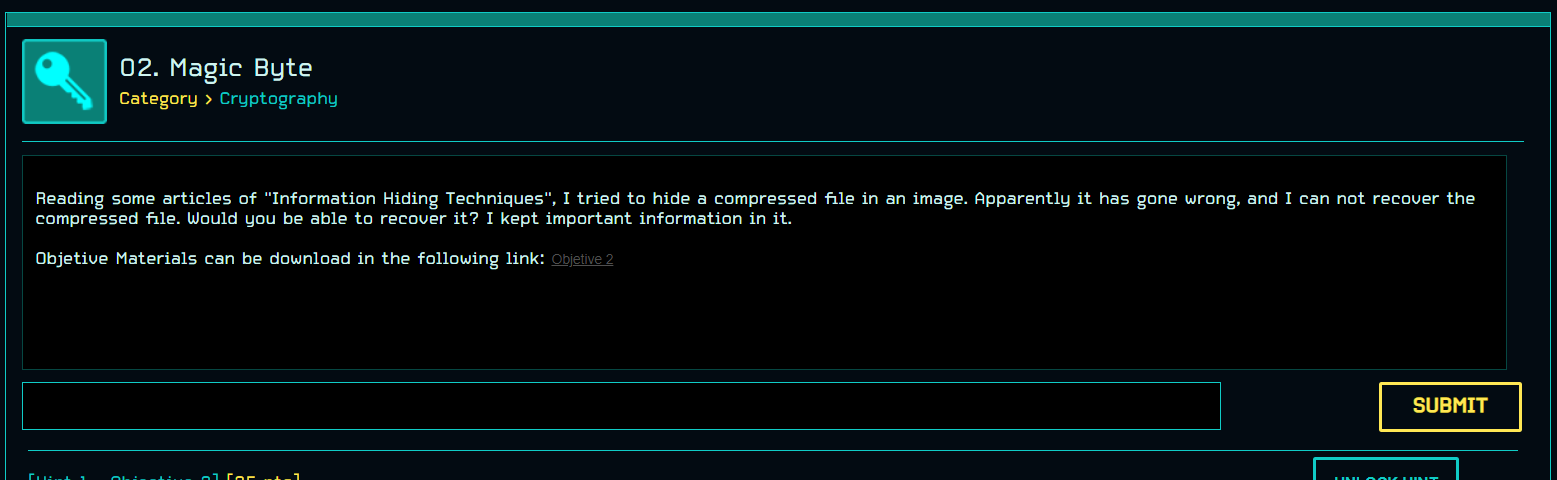 02. Magic Byte
Category > Cryptography
Reading some articles of "Information Hiding Techniques", I tried to hide a compressed file in an image. Apparently it has gone wrong, and I can not recover the
compressed file. Would you be able to recover it? I kept important information in it.
Objetive Materials can be download in the following link: Objetive 2
SUBMIT
[Hint 1 - Objective 2] [25 pts]
UNLOCK HINT